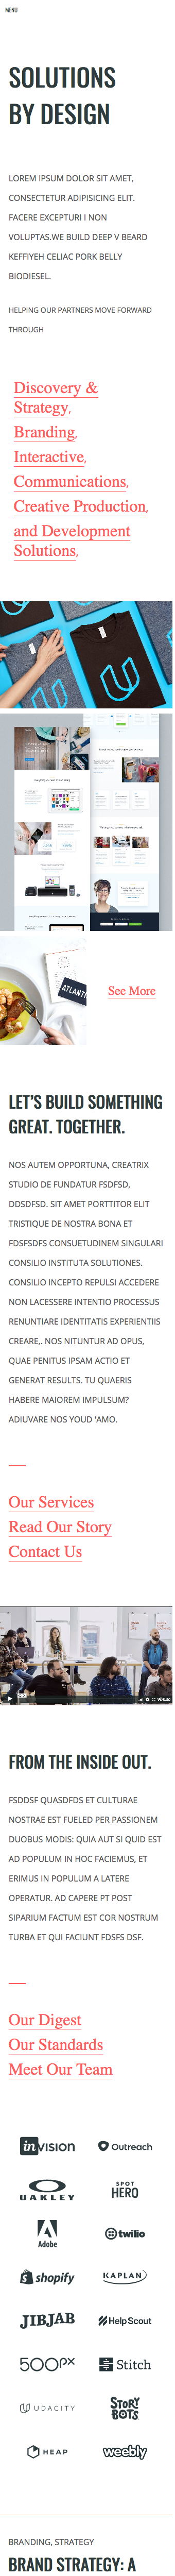 MENU
SOLUTIONS
BY DESIGN
LOREM IPSUM DOLOR SIT AMET,
CONSECTETUR ADIPISICING ELIT.
FACERE EXCEPTURI I NON
VOLUPTAS.WE BUILD DEEP V BEARD
KEFFIYEH CELIAC PORK BELLY
BIODIESEL.
HELPING OUR PARTNERS MOVE FORWARD
THROUGH
Discovery &
Strategy,
Branding,
Interactive,
Communications,
Creative Production,
and Development
Solutions,
ATLANT
See More
LET’S BUILD SOMETHING
GREAT. TOGETHER.
NOS AUTEM OPPORTUNA, CREATRIX
STUDIO DE FUNDATUR FSDFSD,
DDSDFSD. SIT AMET PORTTITOR ELIT
TRISTIQUE DE NOSTRA BONA ET
FDSFSDFS CONSUETUDINEM SINGULARI
CONSILIO INSTITUTA SOLUTIONES.
CONSILIO INCEPTO REPULSI ACCEDERE
NON LACESSERE INTENTIO PROCESSUS
RENUNTIARE IDENTITATIS EXPERIENTIIS
CREARE,. NOS NITUNTUR AD OPUS,
QUAE PENITUS IPSAM ACTIO ET
GENERAT RESULTS. TU QUAERIS
HABERE MAIOREM IMPULSUM?
ADIUVARE NOS YOUD 'AMO.
Our Services
Read Our Story
Contact Us
vimeo
FROM THE INSIDE OUT.
FSDDSF QUASDFDS ET CULTURAE
NOSTRAE EST FUELED PER PASSIONEM
DUOBUS MODIS: QUIA AUT SI QUID EST
AD POPULUM IN HOC FACIEMUS, ET
ERIMUS IN POPULUM A LATERE
OPERATUR. AD CAPERE PT POST
SIPARIUM FACTUM EST COR NOSTRUM
TURBA ET QUI FACIUNT FDSFS DSF.
Our Digest
Our Standards
Meet Our Team
inVISION
Outreach
OAKLEY
SPOT
HERO
Adobe
twilio
shopify
KAPLAN
JIBJAB
HelpScout
500px
Stitch
UDACITY
STORY
BOTS
HEAP
weebly
BRANDING, STRATEGY
BRAND STRATEGY: A